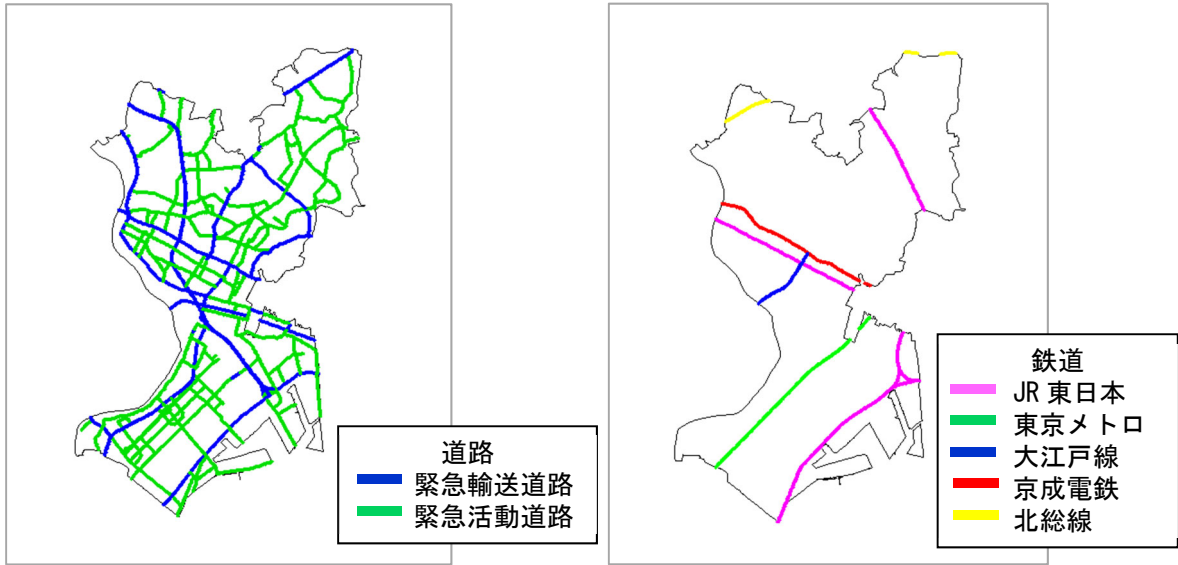 道路
緊急輸送道路
緊急活動道路
鉄道
JR 東日本
東京メトロ
大江戸線
京成電鉄
北総線